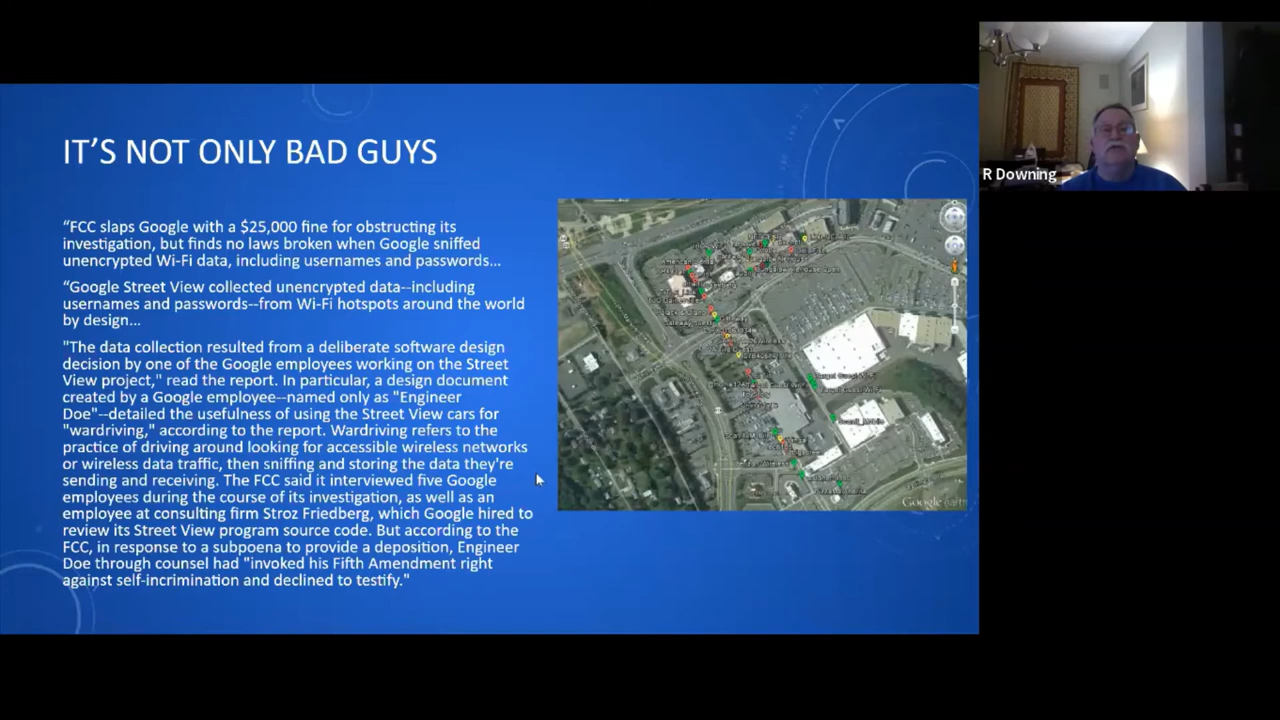 IT'S NOT ONLY BAD GUYS
R Downing
“FCC slaps Google with a $25,000 fine for obstructing its
investigation, but finds no laws broken when Google sniffed
unencrypted Wi-Fi data, including usernames and passwords…
“Google Street View collected unencrypted data--including
usernames and passwords--from Wi-Fi hotspots around the world
by design…
"The data collection resulted from a deliberate software design
decision by one of the Google employees working on the Street
View project," read the report. In particular, a design document
created by a Google employee--named only as "Engineer
Doe"--detailed the usefulness of using the Street View cars for
"wardriving," according to the report. Wardriving refers to the
practice of driving around looking for accessible wireless networks
or wireless data traffic, then sniffing and storing the data they're
sending and receiving. The FCC said it interviewed five Google
employees during the course of its investigation, as well as an
employee at consulting firm Stroz Friedberg, which Google hired to
review its Street View program source code. But according to the
FCC, in response to a subpoena to provide a deposition, Engineer
Doe through counsel had "invoked his Fifth Amendment right
against self-incrimination and declined to testify."
Google earth